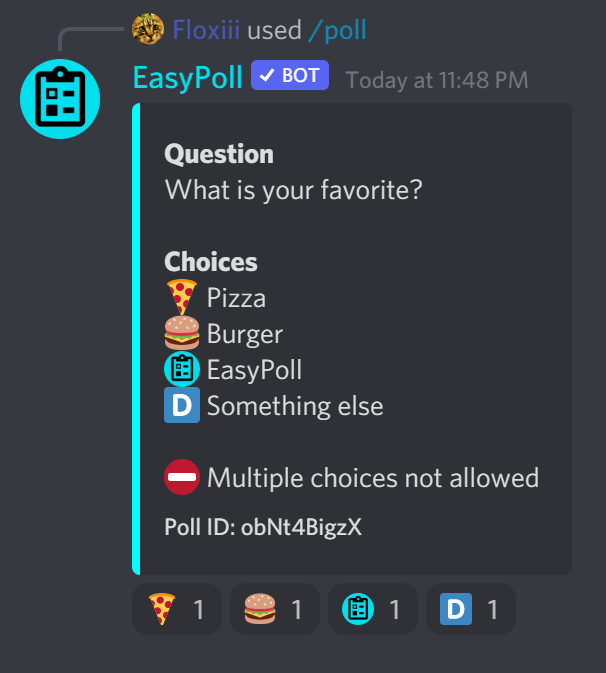 Floxiii used /poll
EasyPoll ✓ BOT Today at 11:48 PM
Question
What is your favorite?
Choices
🍕 Pizza
🍔 Burger
EasyPoll
D Something else
⛔ Multiple choices not allowed
Poll ID: obNt4BigzX
🍕 1 🍔 1 1 D 1